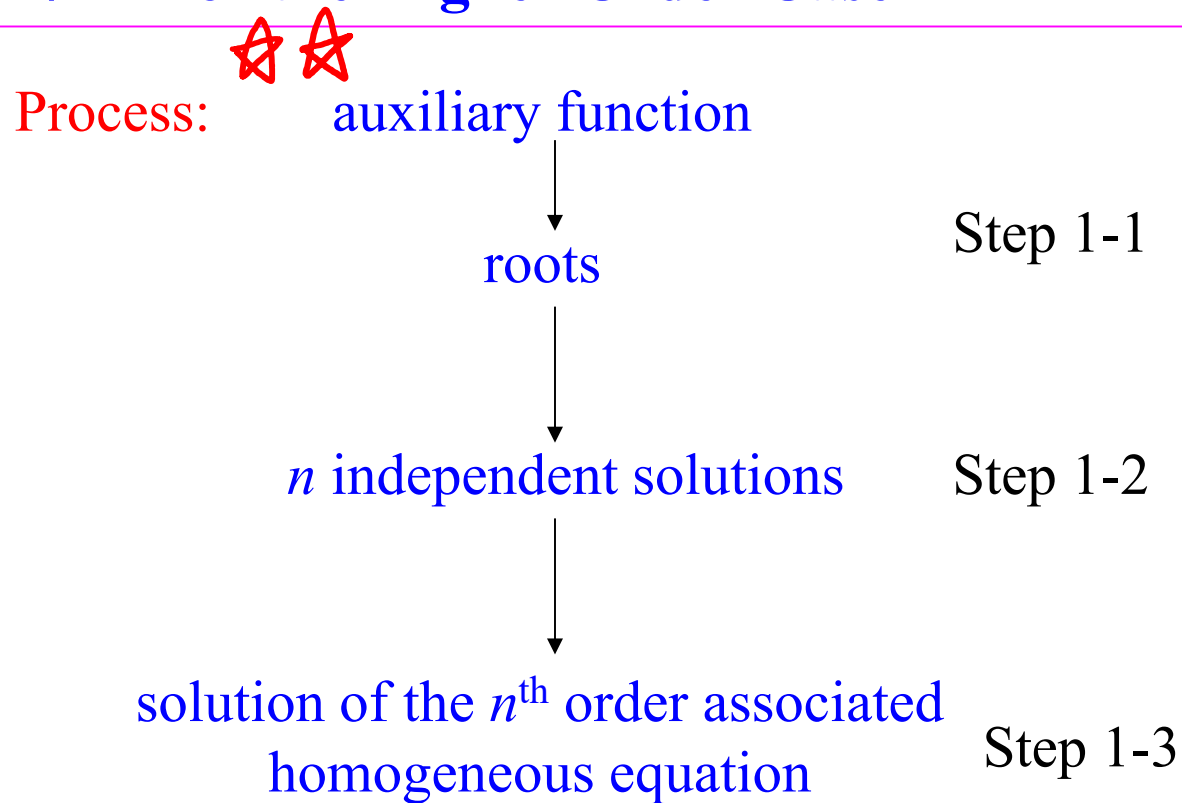 Process: auxiliary function
Step 1-1
roots
n independent solutions Step 1-2
solution of the nth order associated
homogeneous equation
Step 1-3